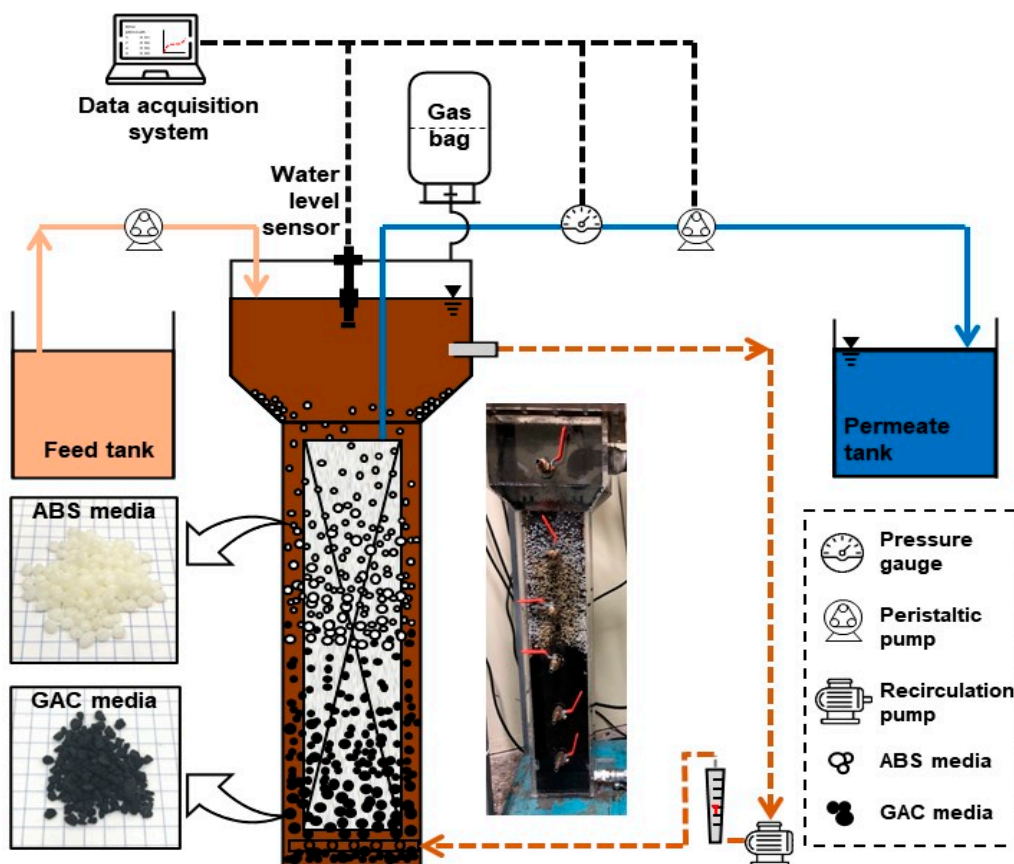 Data acquisition
system
Gas
bag
Water
level
sensor
Feed tank
Permeate
tank
ABS media
GAC media
Pressure
gauge
Peristaltic
pump
Recirculation
pump
ABS media
GAC media